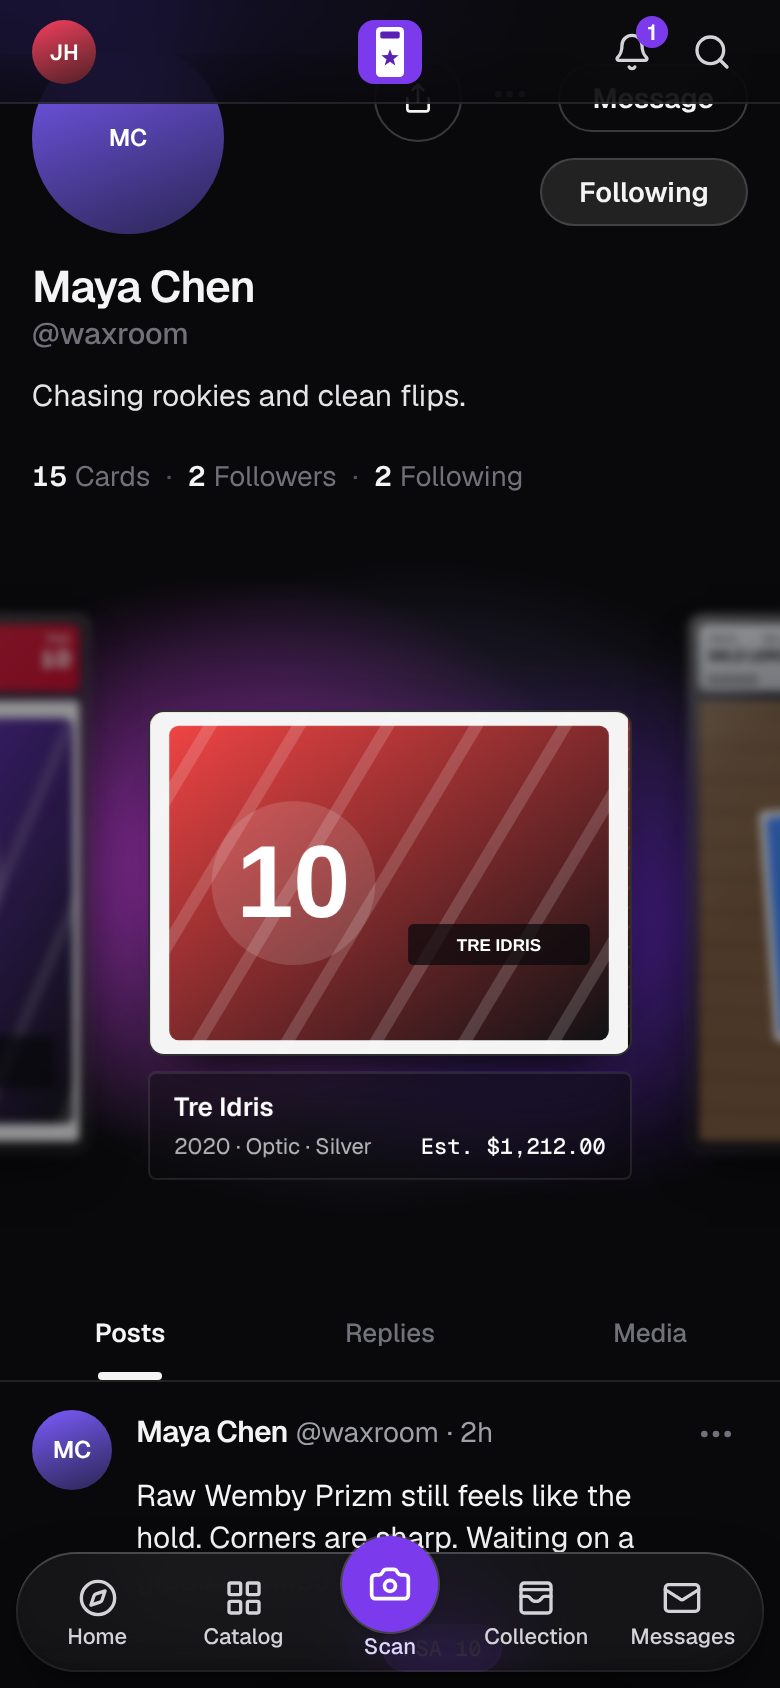 JH
1
MC
Message
Following
Maya Chen
@waxroom
Chasing rookies and clean flips.
15 Cards · 2 Followers · 2 Following
10
10
TRE IDRIS
Tre Idris
2020 · Optic · Silver Est. $1,212.00
Posts Replies Media
MC
Maya Chen @waxroom · 2h
Raw Wemby Prizm still feels like the
hold. Corners are sharp. Waiting on a
Home Catalog Scan Collection Messages